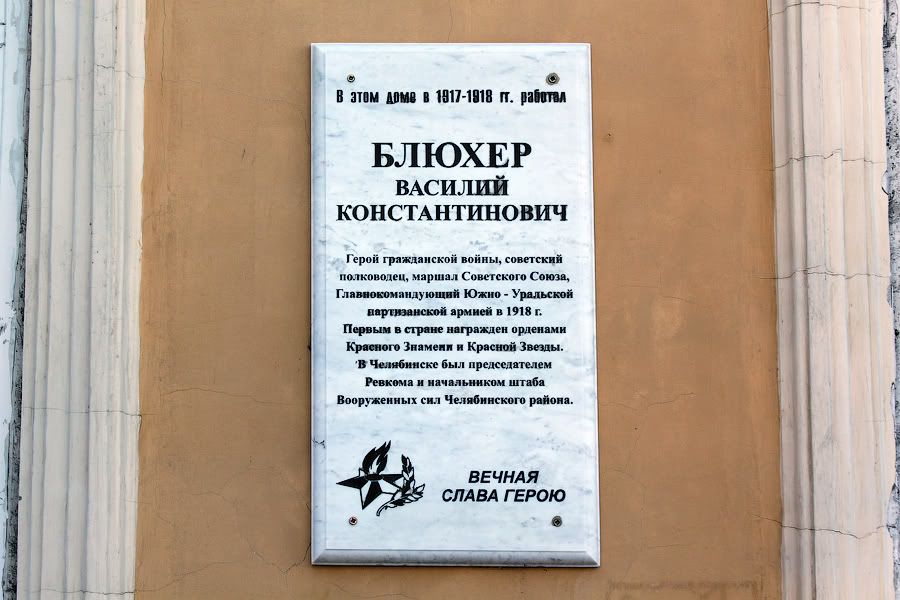 В этом доме в 1917-1918 гг. работал
БЛЮХЕР
ВАСИЛИЙ
КОНСТАНТИНОВИЧ
Герой гражданской войны, советский
полководец, маршал Советского Союза,
Главнокомандующий Южно - Уральской
партизанской армией в 1918 г.
Первым в стране награжден орденами
Красного Знамени и Красной Звезды.
В Челябинске был председателем
Ревкома и начальником штаба
Вооруженных сил Челябинского района.
ВЕЧНАЯ
СЛАВА ГЕРОЮ